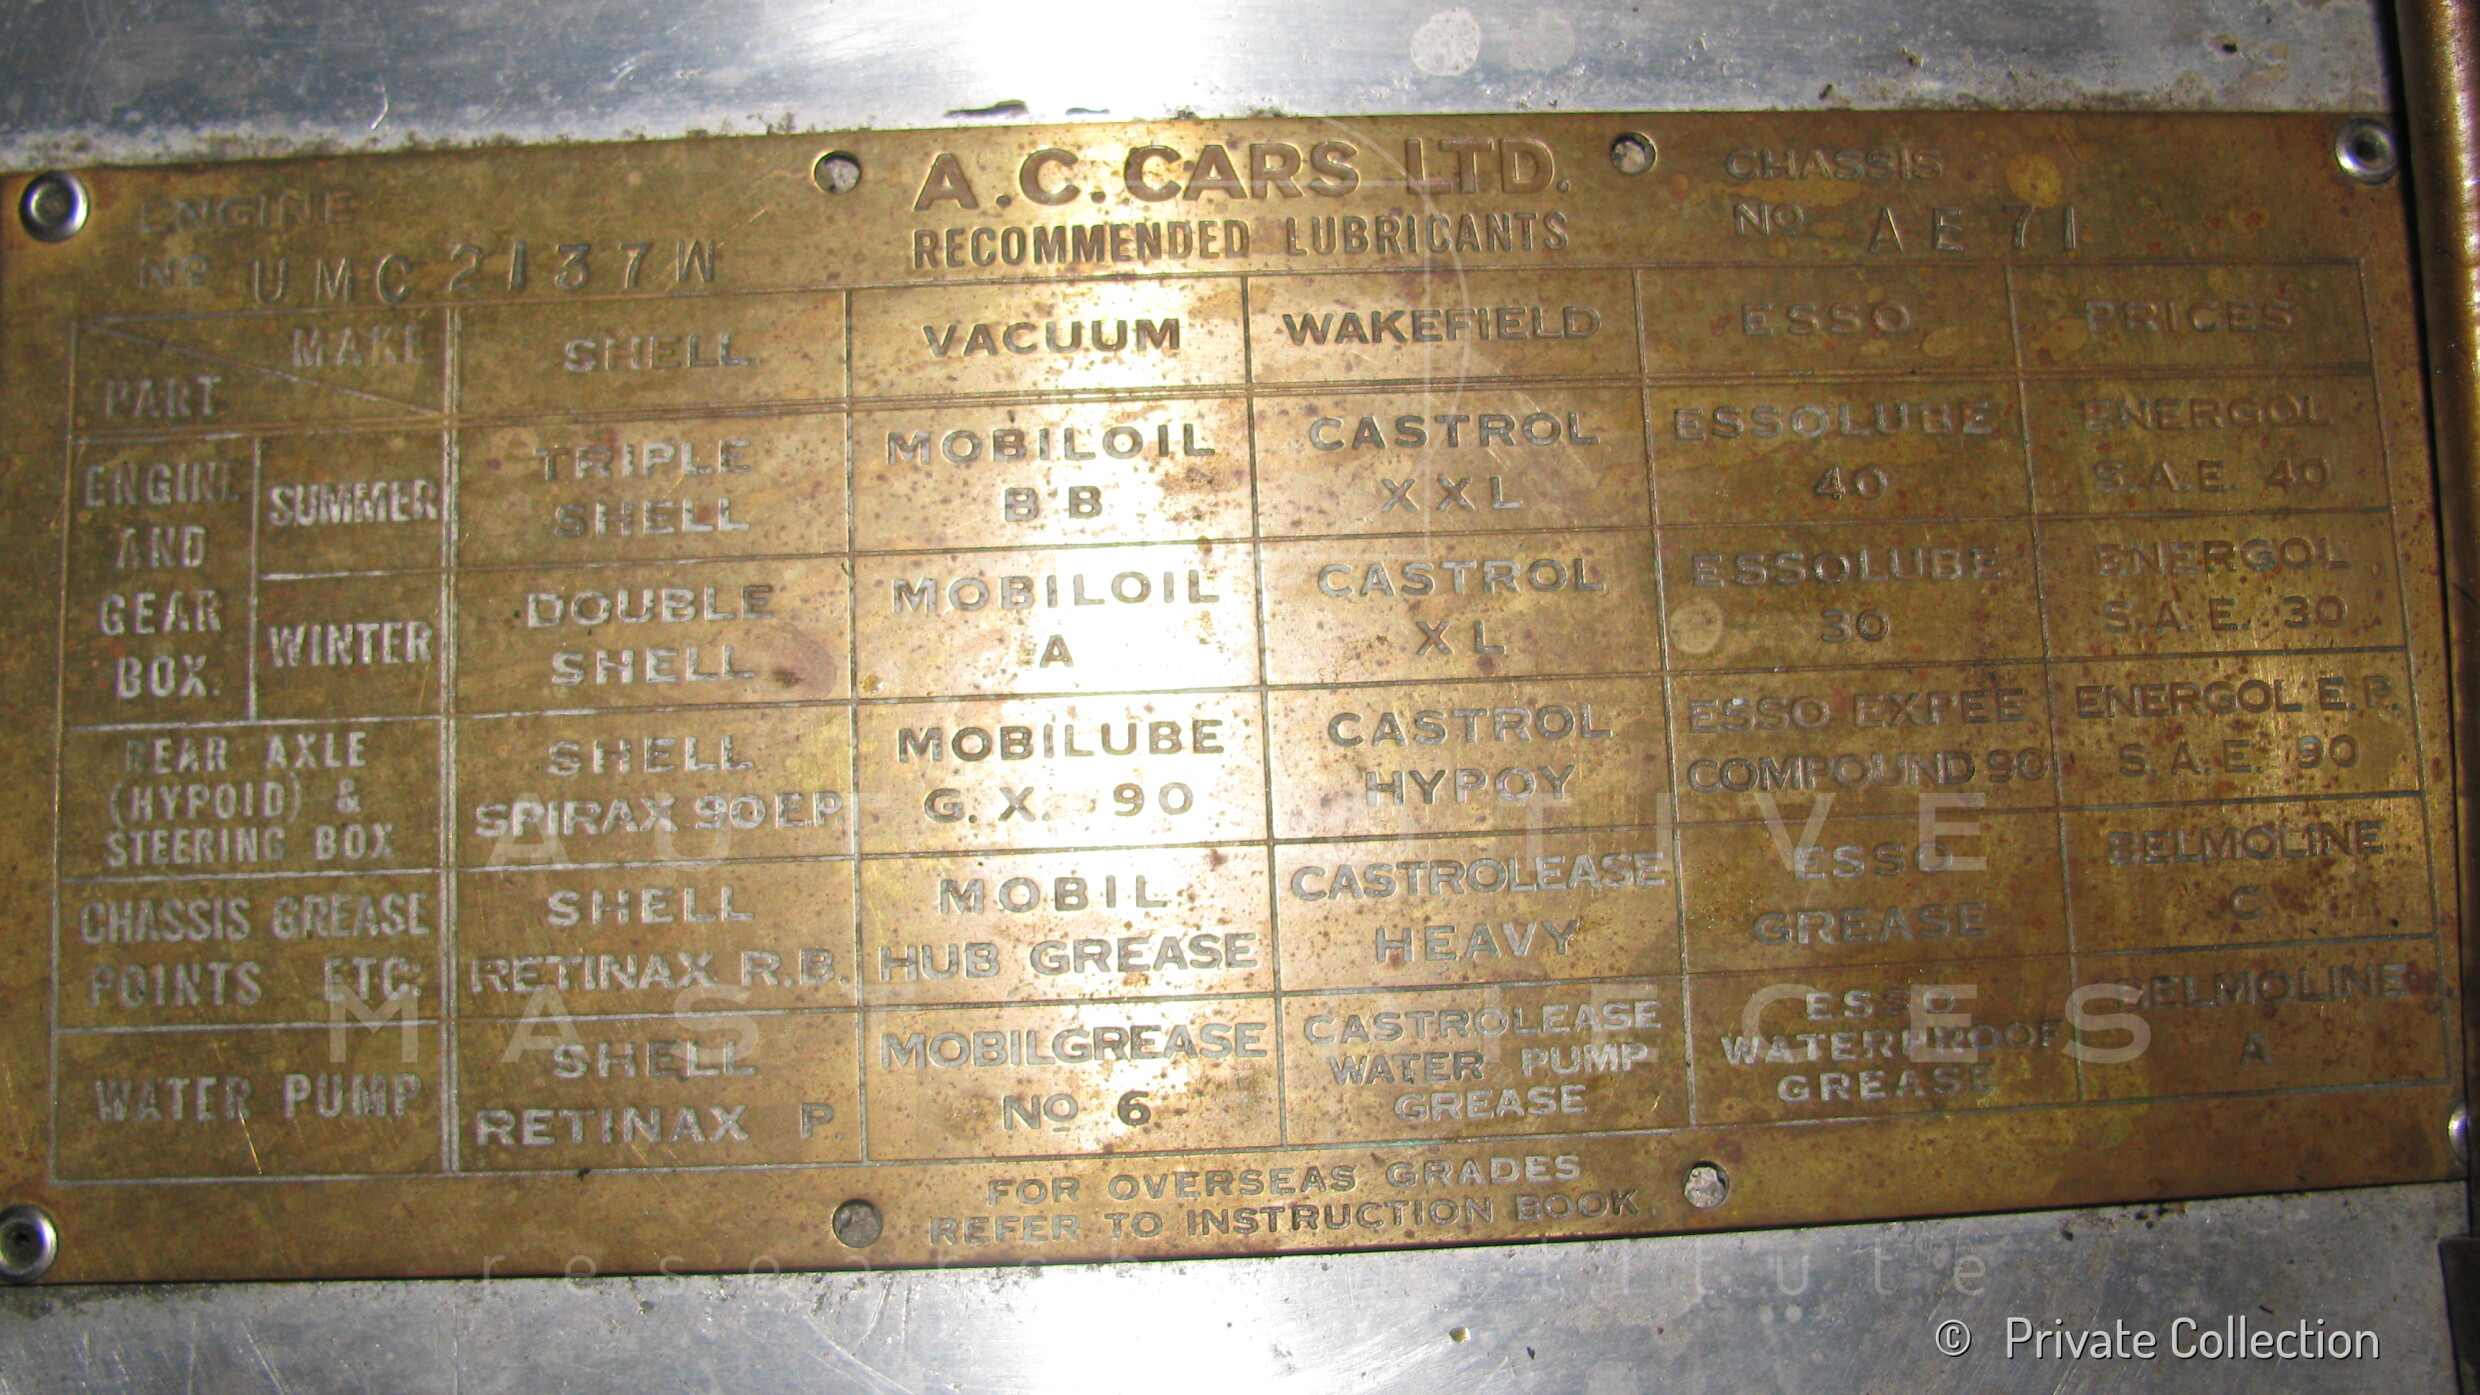 A.C. CARS LTD.
RECOMMENDED LUBRICANTS
ENGINE
Nº UMC 2137W
CHASSIS
Nº AE 71
MAKE
PART
SHELL
VACUUM
WAKEFIELD
ESSO
PRICES
ENGINE
AND
GEAR
BOX.
SUMMER
TRIPLE
SHELL
MOBILOIL
BB
CASTROL
XXL
ESSOLUBE
40
ENERGOL
S.A.E. 40
WINTER
DOUBLE
SHELL
MOBILOIL
A
CASTROL
XL
ESSOLUBE
30
ENERGOL
S.A.E. 30
REAR AXLE
(HYPOID) &
STEERING BOX
SHELL
SPIRAX 90 E.P.
MOBILUBE
G.X. 90
CASTROL
HYPOY
ESSO EXPEE
COMPOUND 90
ENERGOL E.P.
S.A.E. 90
CHASSIS GREASE
POINTS ETC:
SHELL
RETINAX R.B.
MOBIL
HUB GREASE
CASTROLEASE
HEAVY
ESSO
GREASE
BELMOLINE
C
WATER PUMP
SHELL
RETINAX P.
MOBILGREASE
NO 6
CASTROLEASE
WATER PUMP
GREASE
ESSO
WATERPROOF
GREASE
BELMOLINE
A
FOR OVERSEAS GRADES
REFER TO INSTRUCTION BOOK.
© Private Collection